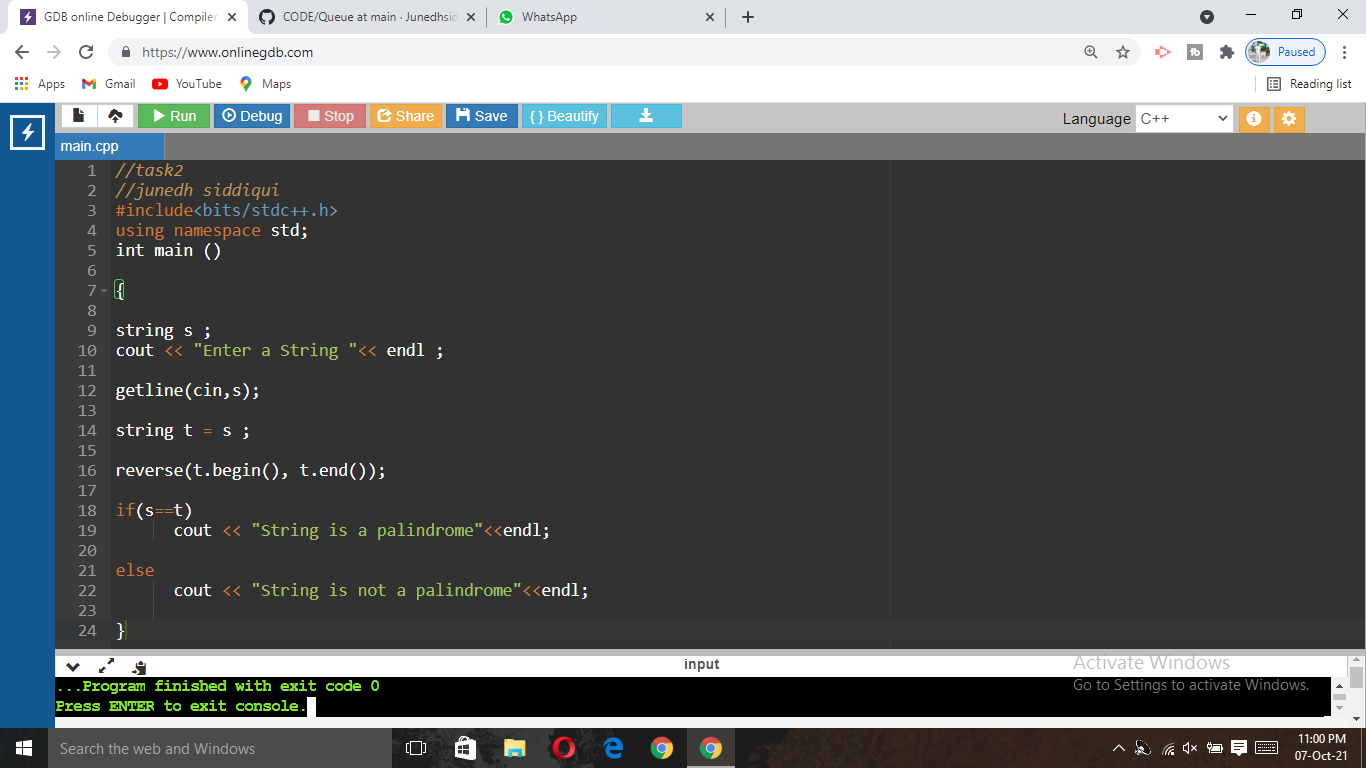 GDB online Debugger | Compiler
CODE/Queue at main · Junedhsid
WhatsApp
https://www.onlinegdb.com
Paused
Apps
Gmail
YouTube
Maps
Reading list
Run
Debug
Stop
Share
Save
{ } Beautify
Language
C++
main.cpp
1 //task2
2 //junedh siddiqui
3 #include<bits/stdc++.h>
4 using namespace std;
5 int main ()
6
7 {
8
9 string s ;
10 cout << "Enter a String "<< endl ;
11
12 getline(cin,s);
13
14 string t = s ;
15
16 reverse(t.begin(), t.end());
17
18 if(s==t)
19 cout << "String is a palindrome"<<endl;
20
21 else
22 cout << "String is not a palindrome"<<endl;
23
24 }
input
Activate Windows
Go to Settings to activate Windows.
...Program finished with exit code 0
Press ENTER to exit console.
Search the web and Windows
11:00 PM
07-Oct-21